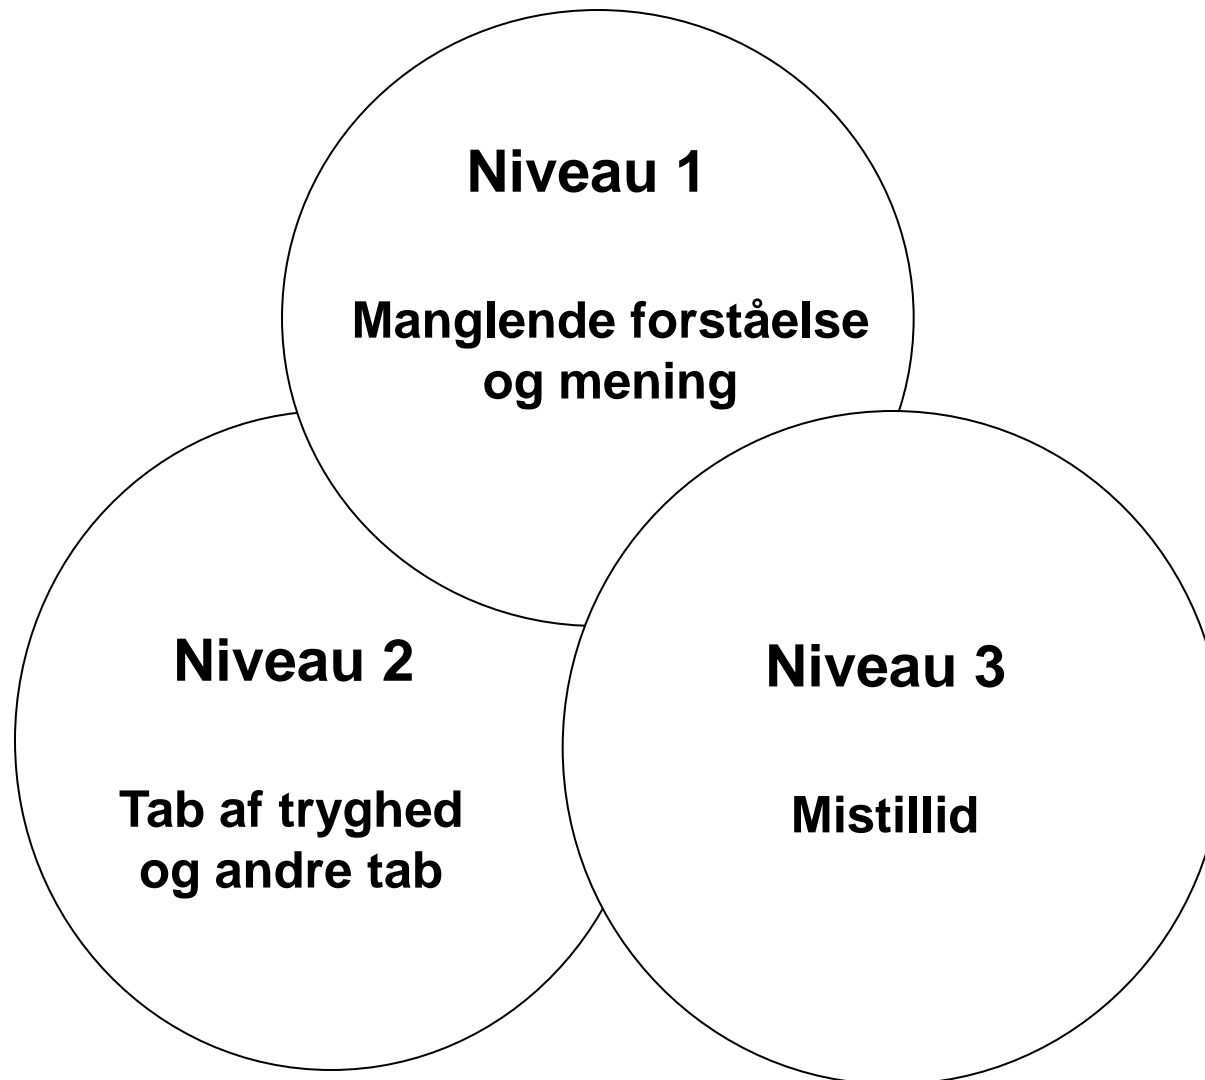 Niveau 1
Manglende forståelse
og mening
Niveau 2
Tab af tryghed
og andre tab
Niveau 3
Mistillid